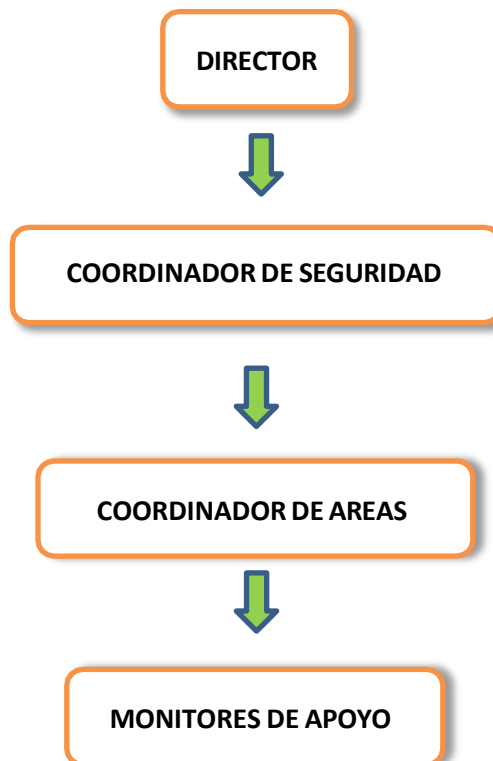 DIRECTOR
COORDINADOR DE SEGURIDAD
COORDINADOR DE AREAS
MONITORES DE APOYO